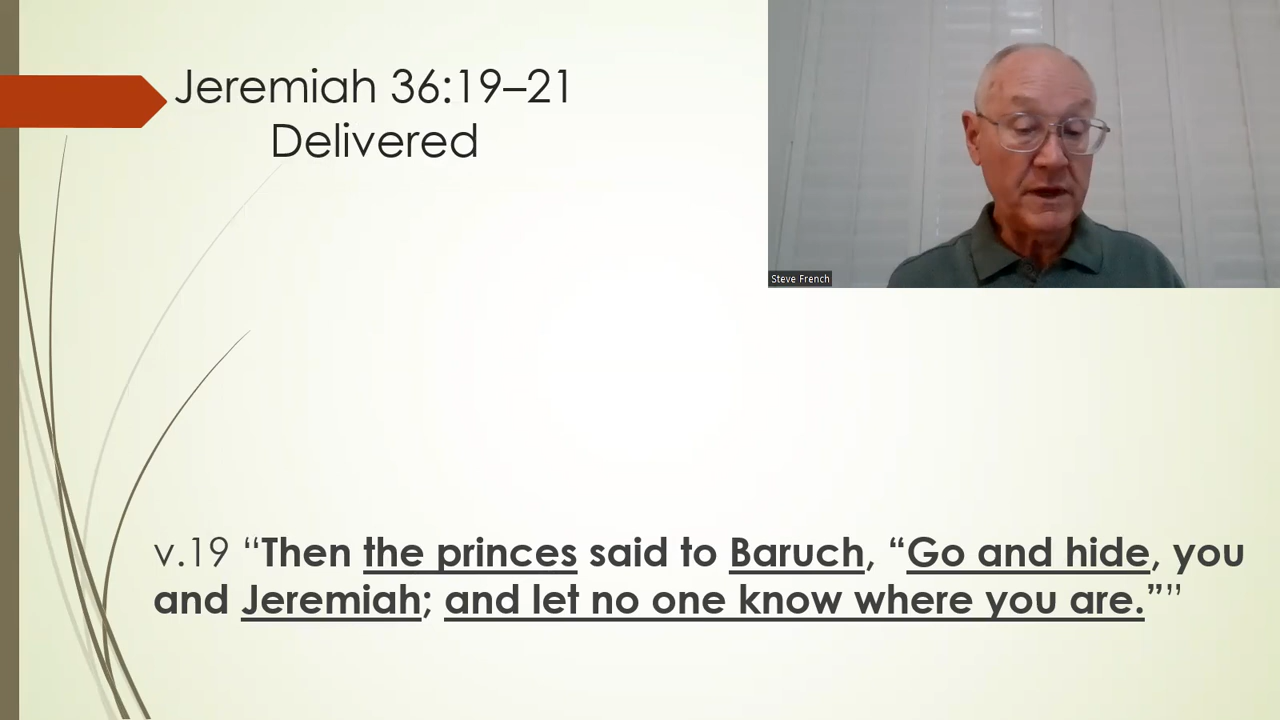 Jeremiah 36:19–21
Delivered
Steve French
v.19 “Then the princes said to Baruch, “Go and hide, you
and Jeremiah; and let no one know where you are.””